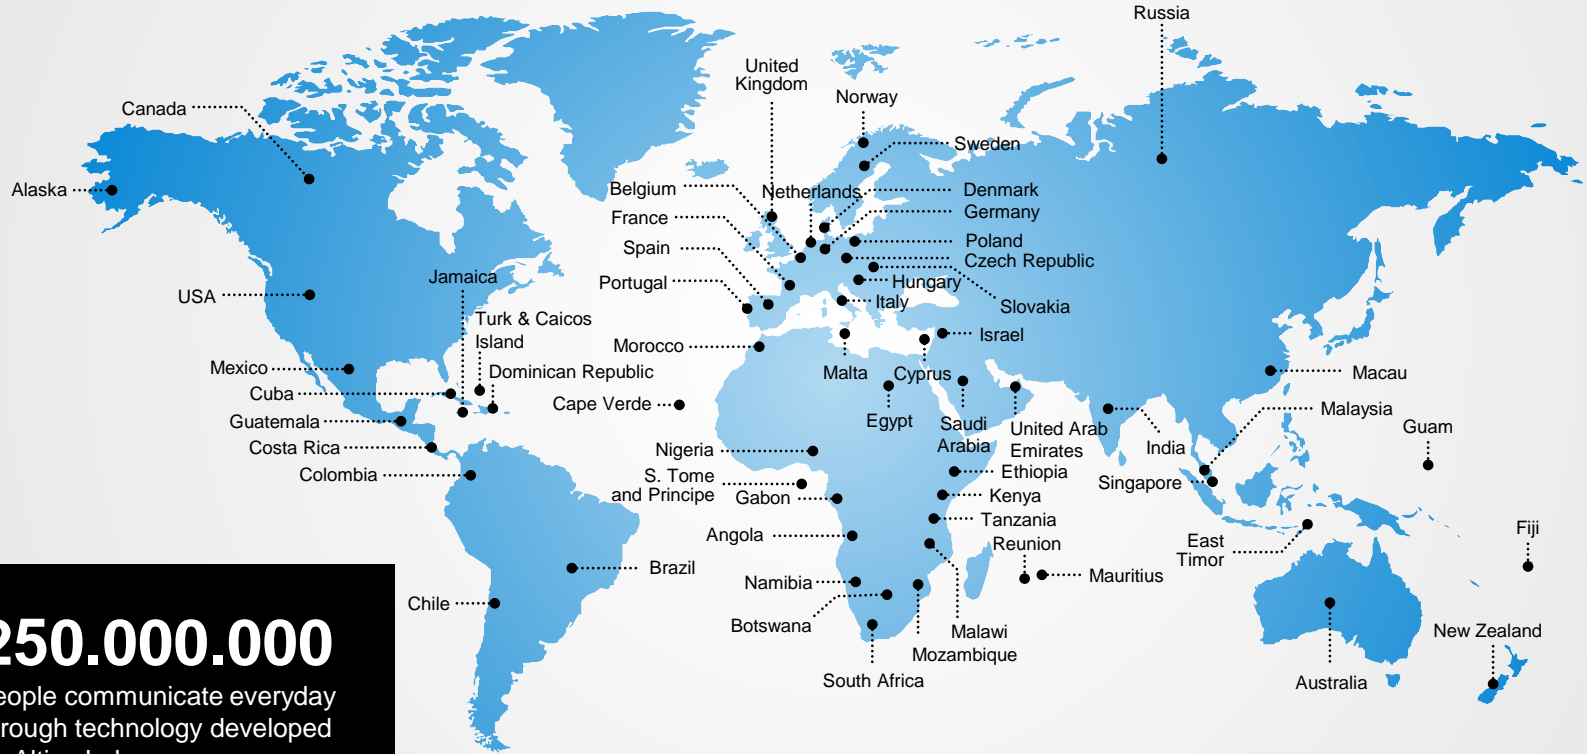 Russia
United
Kingdom
Norway
Canada
Sweden
Alaska
Belgium
Netherlands
Denmark
France
Germany
Spain
Poland
Czech Republic
Jamaica
Portugal
Hungary
USA
Italy
Slovakia
Turk & Caicos
Island
Israel
Morocco
Mexico
Dominican Republic
Malta
Cyprus
Macau
Cuba
Cape Verde
Egypt
Saudi
Arabia
United Arab
Emirates
Malaysia
Guatemala
Guam
Costa Rica
Nigeria
India
Colombia
S. Tome
and Principe
Gabon
Ethiopia
Singapore
Kenya
Angola
Tanzania
Reunion
East
Timor
Fiji
Brazil
Namibia
Mauritius
Chile
Botswana
Malawi
Mozambique
New Zealand
South Africa
Australia
250.000.000
eople communicate everyday
rough technology developed